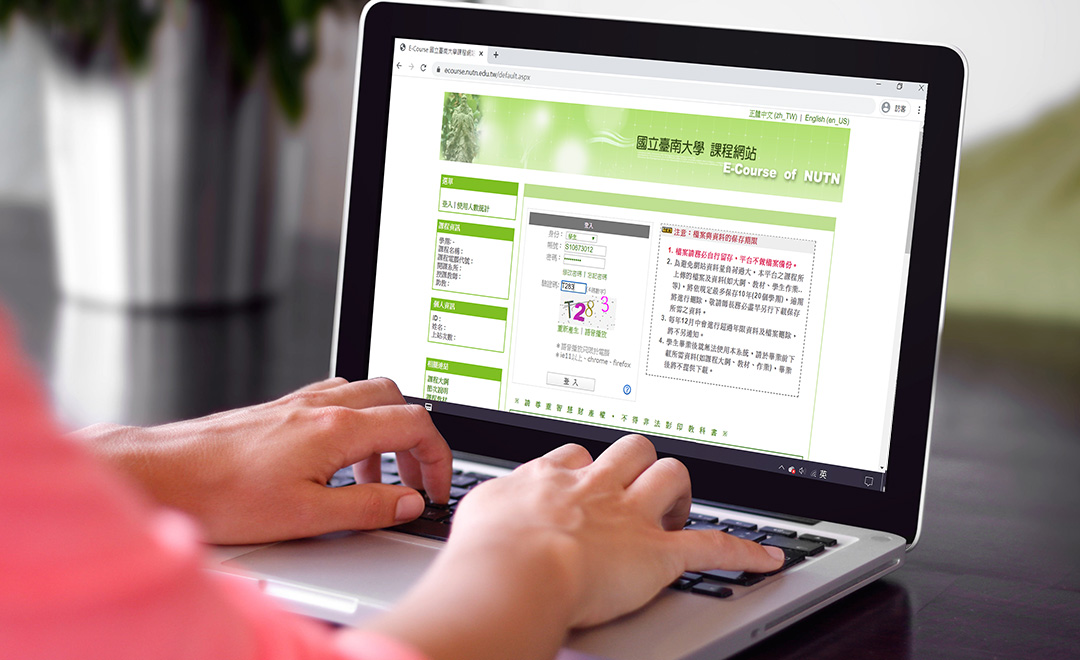 E-Course 國立臺南大學課程網站
ecourse.nutn.edu.tw/default.aspx
訪客
正體中文 (zh_TW) | English (en_US)
國立臺南大學 課程網站
E-Course of NUTN
選單
登入 | 使用人數統計
課程資訊
學期：-
課程名稱：
課程電腦代號：
開課系所：
授課教師：
人數：
個人資訊
ID：
姓名：
上站次數：
相關連結
課程大綱
登入
身份： 學生
帳號： S10673012
密碼： ••••••••
修改密碼 | 忘記密碼
驗證碼： T283
T283
重新產生 | 語音播放
※ie11以上、chrome、firefox
登 入
注意：檔案與資料的保存期限
1. 檔案請務必自行留存，平台不做檔案備份。
2. 為避免網站資料量負荷過大，本平台之課程所
上傳的檔案及資料(如大綱、教材、學生作業..
等)，將依規定最多保存10年(20個學期)，逾期
將進行刪除，敬請師長務必盡早另行下載保存
所需之資料。
3. 每年12月中會進行超過年限資料及檔案刪除，
將不另通知。
4. 學生畢業後就無法使用本系統，請於畢業前下
載所需資料(如課程大綱、教材、作業)，畢業
後將不提供下載。
※ 請 尊 重 智 慧 財 產 權 ， 不 得 非 法 影 印 教 科 書 ※
英